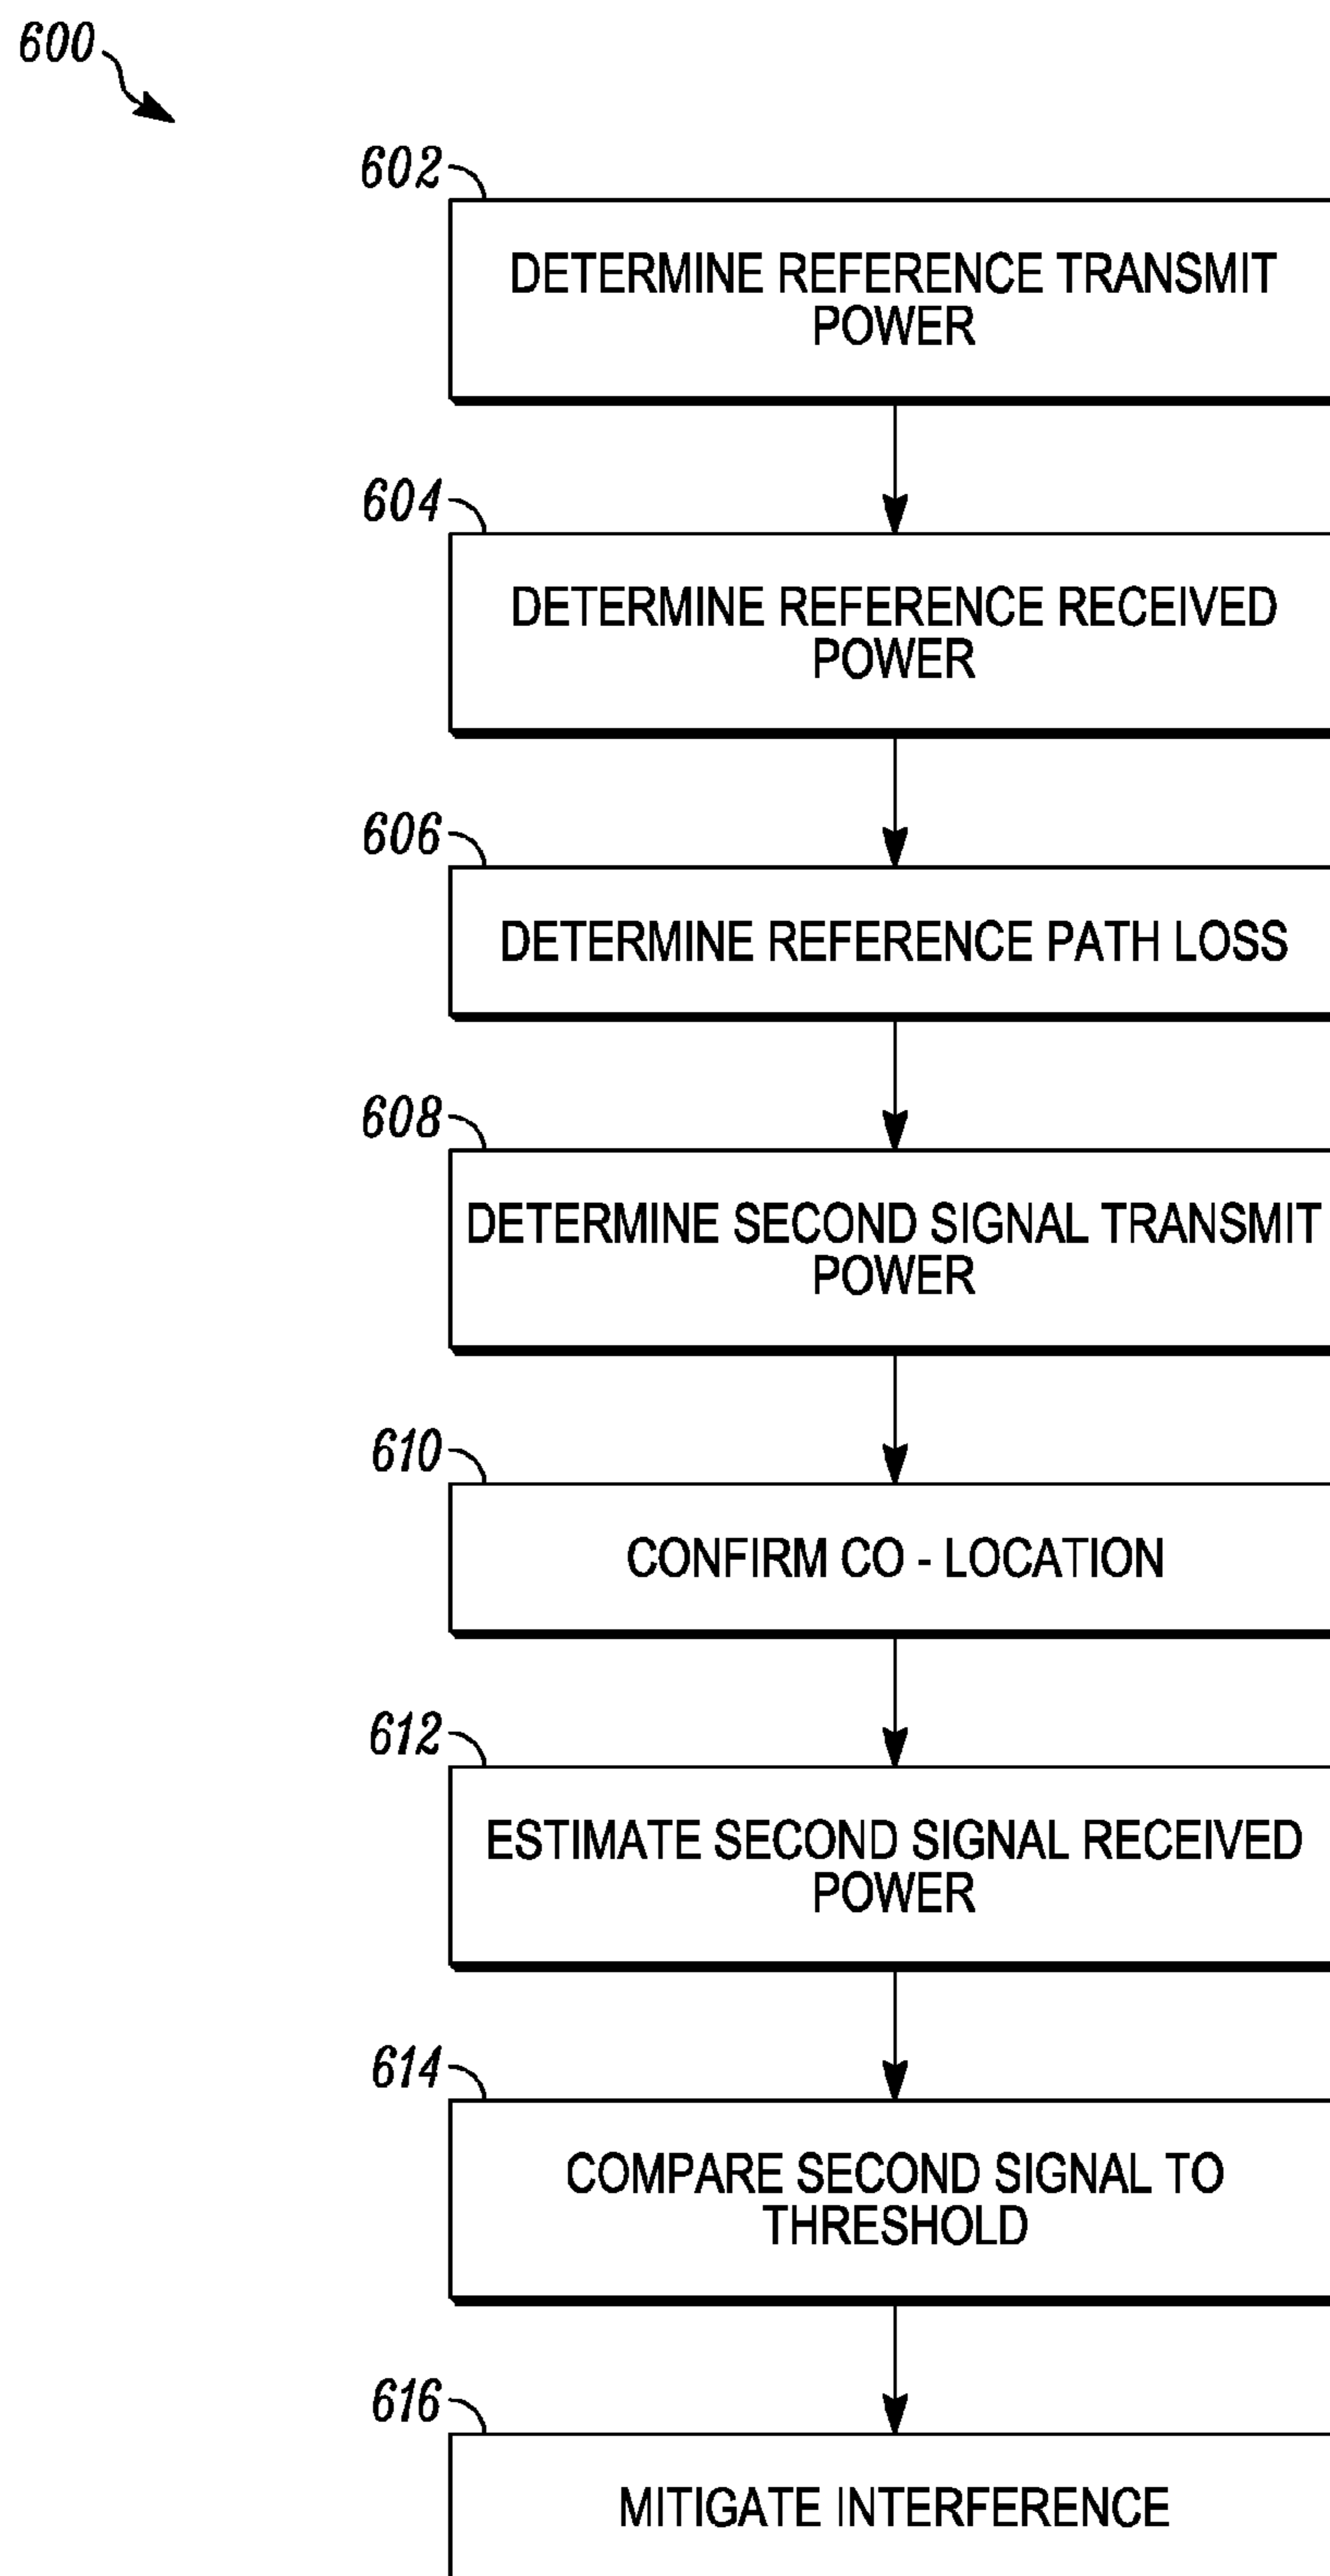 600
602
DETERMINE REFERENCE TRANSMIT
POWER
604
DETERMINE REFERENCE RECEIVED
POWER
606
DETERMINE REFERENCE PATH LOSS
608
DETERMINE SECOND SIGNAL TRANSMIT
POWER
610
CONFIRM CO - LOCATION
612
ESTIMATE SECOND SIGNAL RECEIVED
POWER
614
COMPARE SECOND SIGNAL TO
THRESHOLD
616
MITIGATE INTERFERENCE